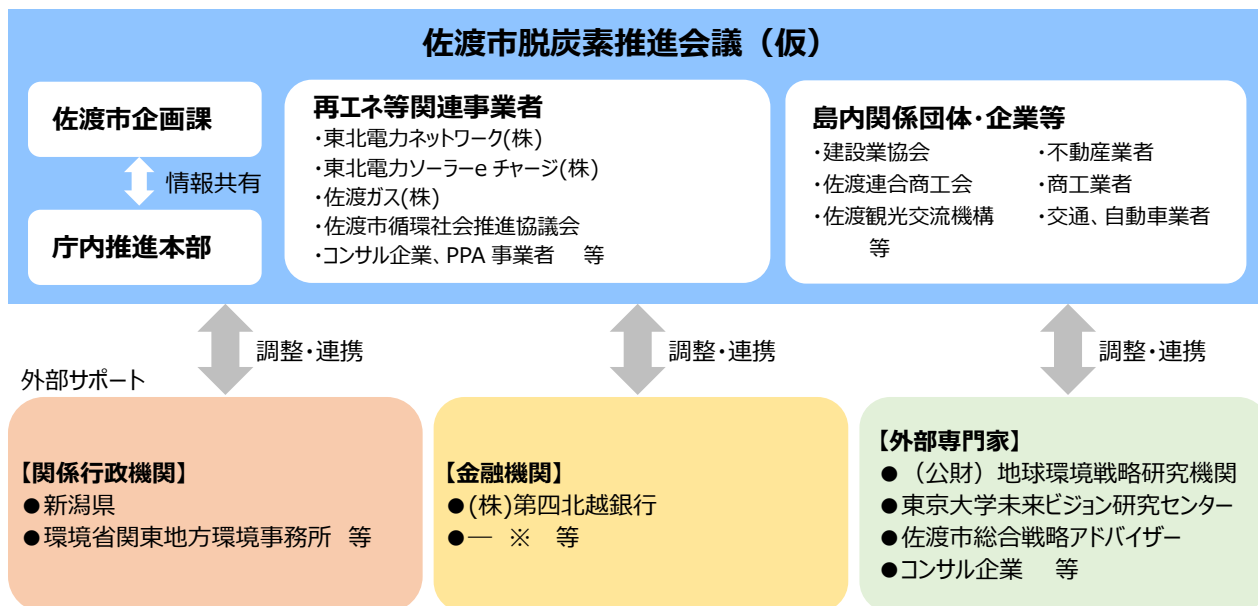 佐渡市脱炭素推進会議（仮）
佐渡市企画課
情報共有
庁内推進本部
再エネ等関連事業者
・東北電力ネットワーク(株)
・東北電力ソーラーe チャージ(株)
・佐渡ガス(株)
・佐渡市循環社会推進協議会
・コンサル企業、PPA 事業者　等
島内関係団体・企業等
・建設業協会
・佐渡連合商工会
・佐渡観光交流機構
等
・不動産業者
・商工業者
・交通、自動車業者
調整・連携
調整・連携
調整・連携
外部サポート
【関係行政機関】
●新潟県
●環境省関東地方環境事務所　等
【金融機関】
●(株)第四北越銀行
●― ※　等
【外部専門家】
●（公財）地球環境戦略研究機関
●東京大学未来ビジョン研究センター
●佐渡市総合戦略アドバイザー
●コンサル企業　等